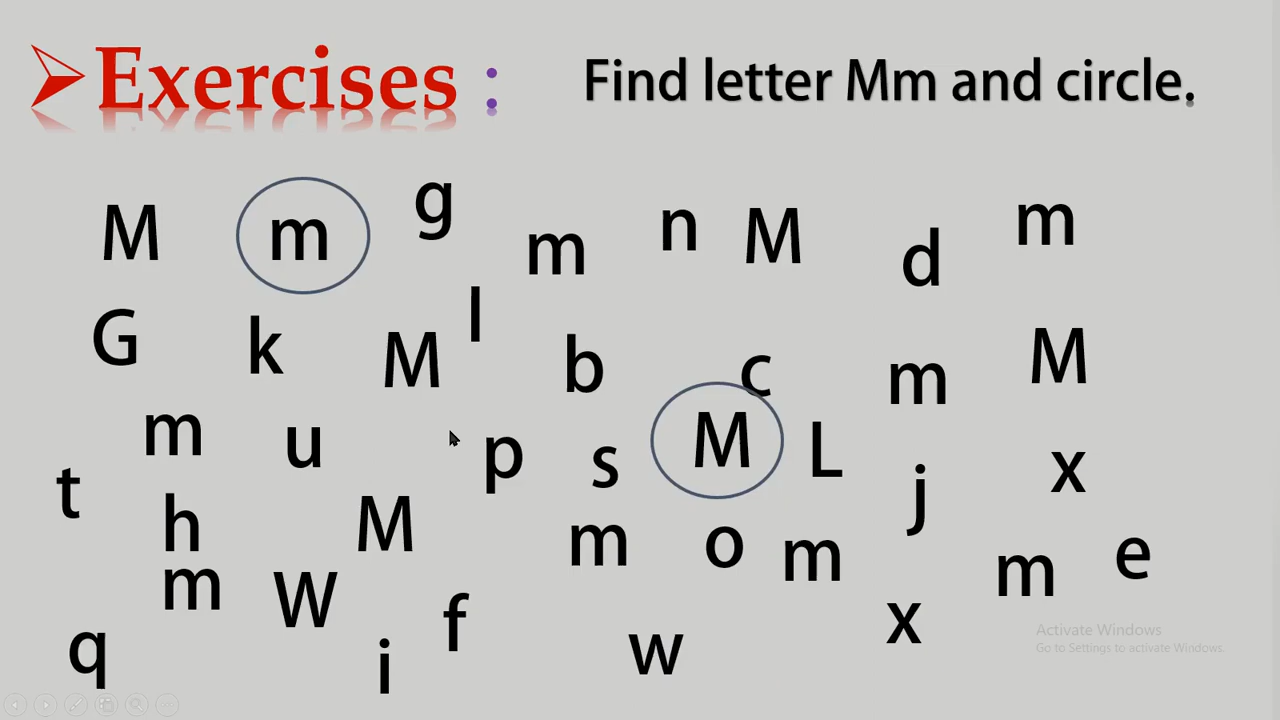 Exercises : Find letter Mm and circle.
M m g m n M d m
G k M l b c m M
m u p s M L j x
t h M m o m m e
m W f x
q i w
Activate Windows
Go to Settings to activate Windows.